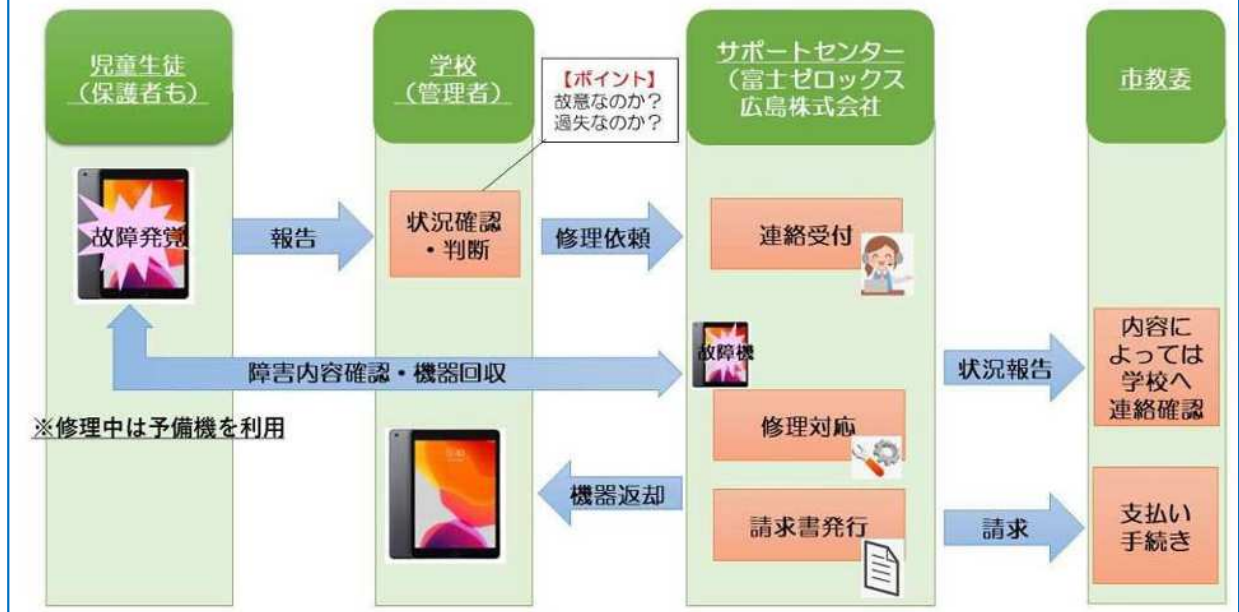 児童生徒
（保護者も）
学校
（管理者）
【ポイント】
故意なのか？
過失なのか？
サポートセンター
（富士ゼロックス
広島株式会社
市教委
故障発覚
報告
状況確認
・判断
修理依頼
連絡受付
障害内容確認・機器回収
故障機
状況報告
内容に
よっては
学校へ
連絡確認
※修理中は予備機を利用
修理対応
機器返却
請求書発行
請求
支払い
手続き